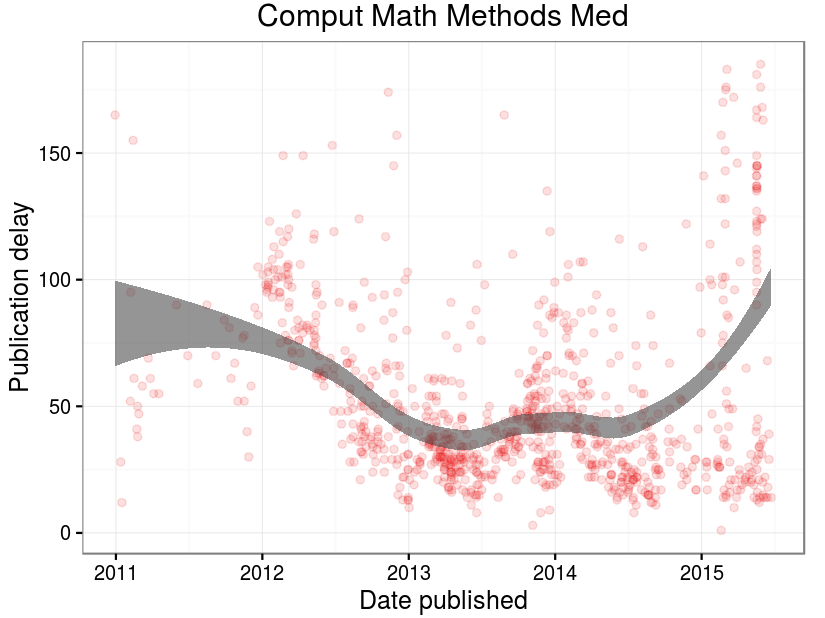 Comput Math Methods Med
Publication delay
150
100
50
0
2011 2012 2013 2014 2015
Date published